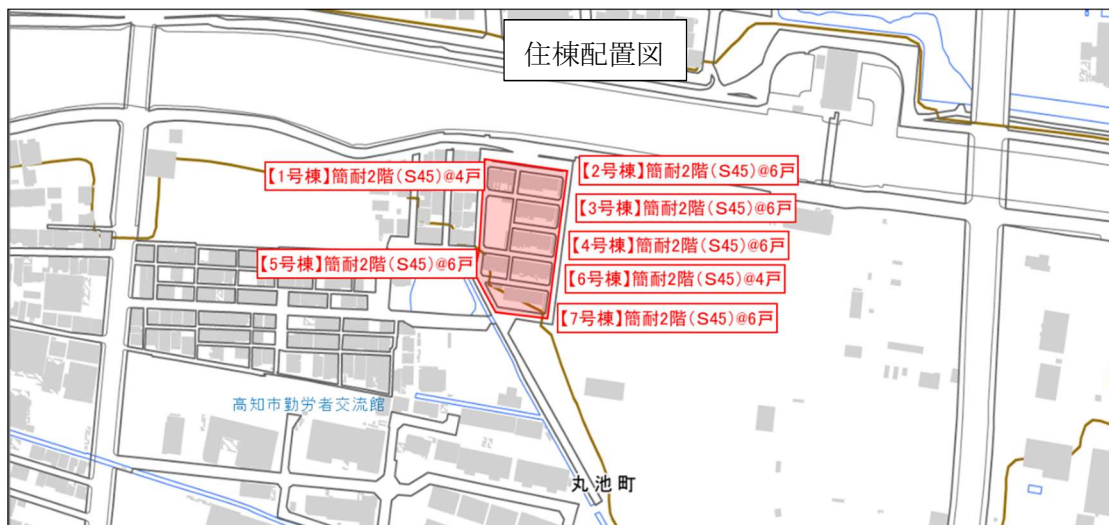 住棟配置図
【1号棟】簡耐2階(S45)@4戸
【2号棟】簡耐2階(S45)@6戸
【3号棟】簡耐2階(S45)@6戸
【4号棟】簡耐2階(S45)@6戸
【5号棟】簡耐2階(S45)@6戸
【6号棟】簡耐2階(S45)@4戸
【7号棟】簡耐2階(S45)@6戸
高知市勤労者交流館
丸池町